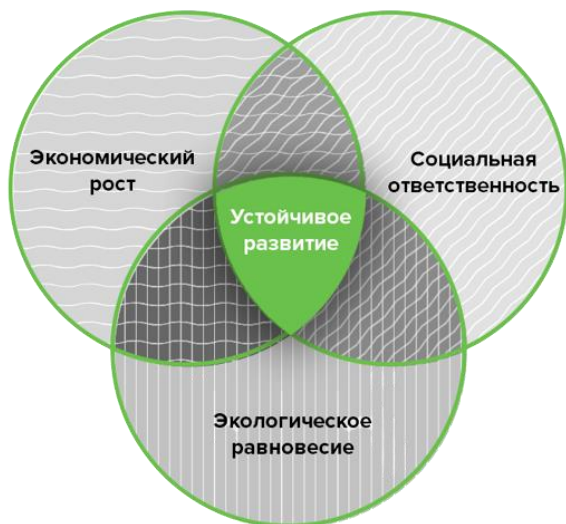 Экономический
рост
Социальная
ответственность
Устойчивое
развитие
Экологическое
равновесие